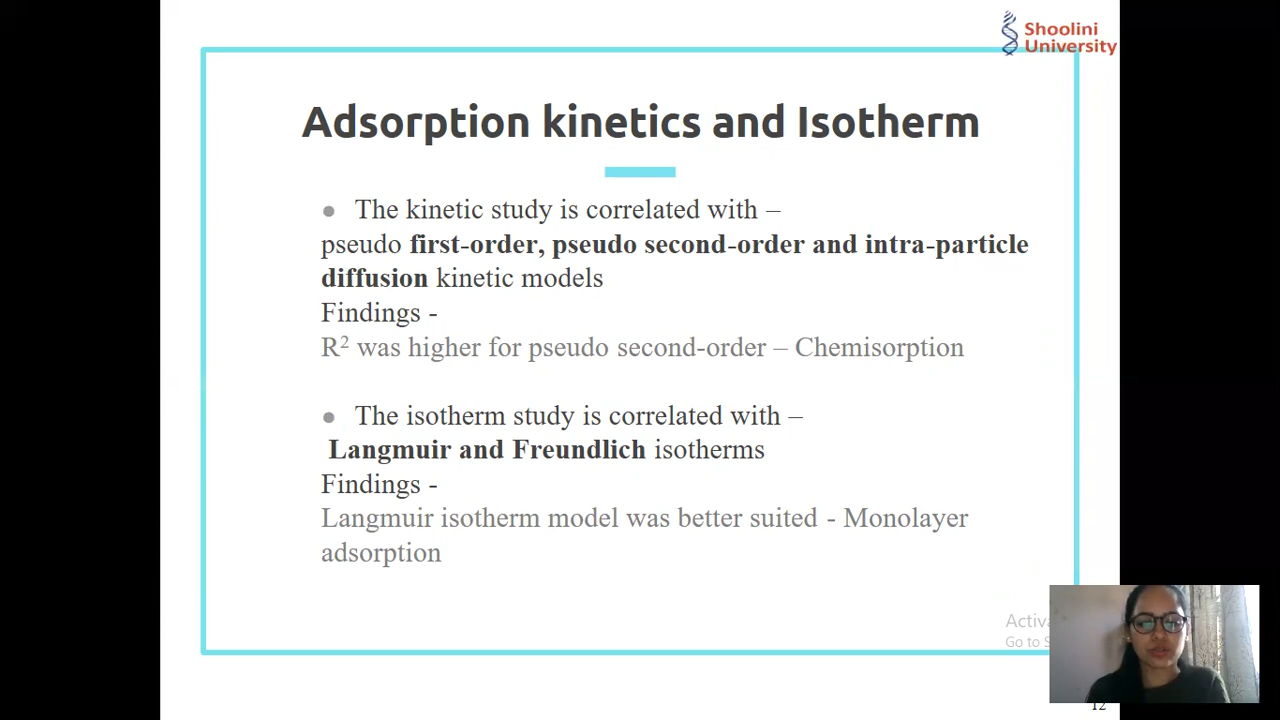 Shoolini
University
Adsorption kinetics and Isotherm
● The kinetic study is correlated with –
pseudo first-order, pseudo second-order and intra-particle
diffusion kinetic models
Findings -
R² was higher for pseudo second-order – Chemisorption
● The isotherm study is correlated with –
Langmuir and Freundlich isotherms
Findings -
Langmuir isotherm model was better suited - Monolayer
adsorption
Go to
12